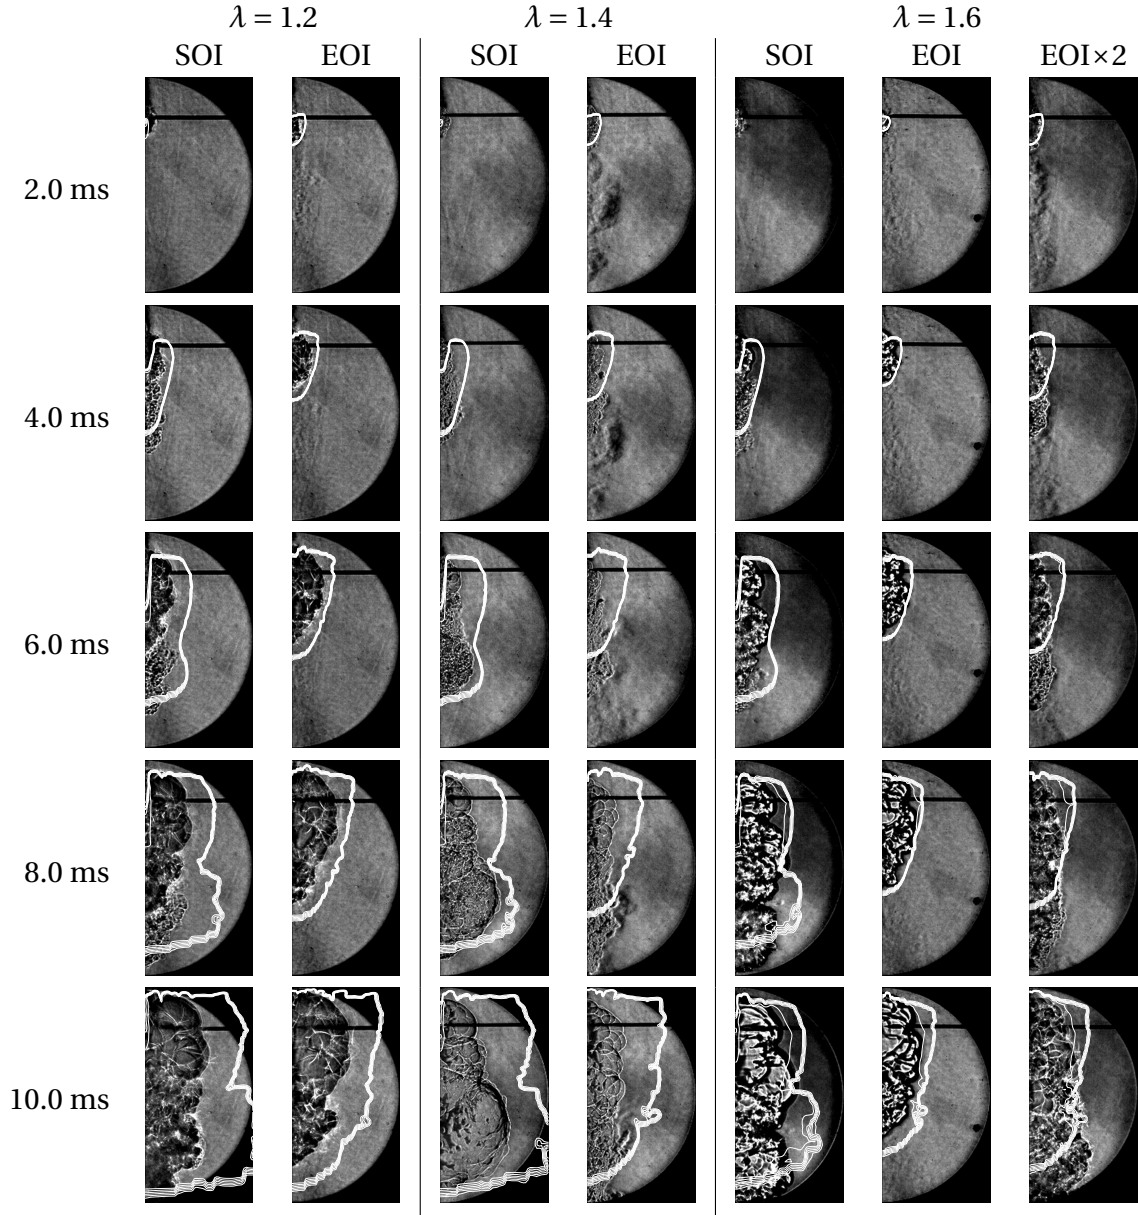 λ = 1.2 λ = 1.4 λ = 1.6
SOI EOI SOI EOI SOI EOI EOI×2
2.0 ms
4.0 ms
6.0 ms
8.0 ms
10.0 ms